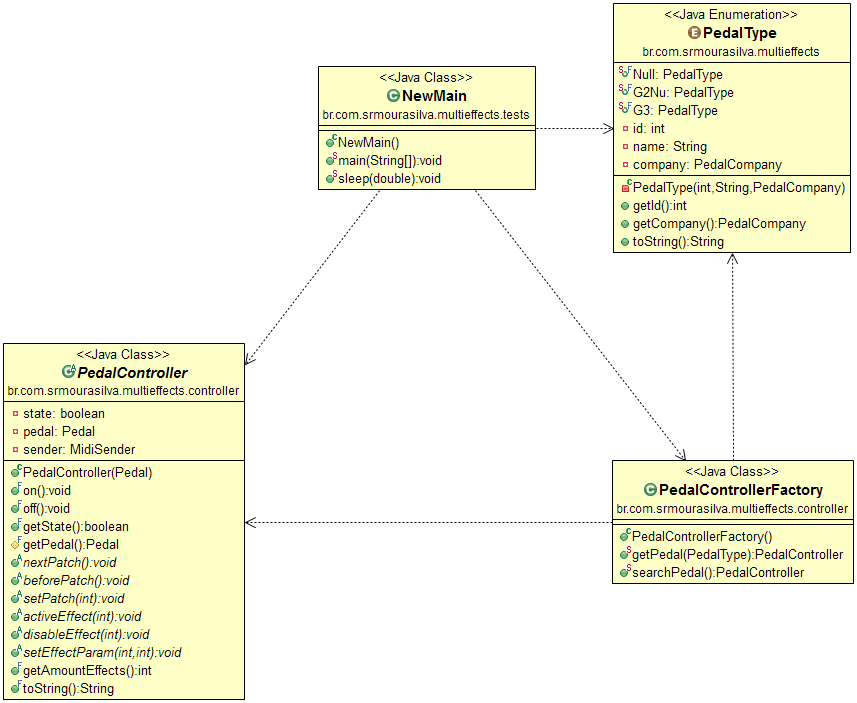 <<Java Enumeration>>
PedalType
br.com.srmourasilva.multieffects
Null: PedalType
G2Nu: PedalType
G3: PedalType
id: int
name: String
company: PedalCompany
PedalType(int,String,PedalCompany)
getId():int
getCompany():PedalCompany
toString():String
<<Java Class>>
NewMain
br.com.srmourasilva.multieffects.tests
NewMain()
main(String[]):void
sleep(double):void
<<Java Class>>
PedalController
br.com.srmourasilva.multieffects.controller
state: boolean
pedal: Pedal
sender: MidiSender
PedalController(Pedal)
on():void
off():void
getState():boolean
getPedal():Pedal
nextPatch():void
beforePatch():void
setPatch(int):void
activeEffect(int):void
disableEffect(int):void
setEffectParam(int,int):void
getAmountEffects():int
toString():String
<<Java Class>>
PedalControllerFactory
br.com.srmourasilva.multieffects.controller
PedalControllerFactory()
getPedal(PedalType):PedalController
searchPedal():PedalController